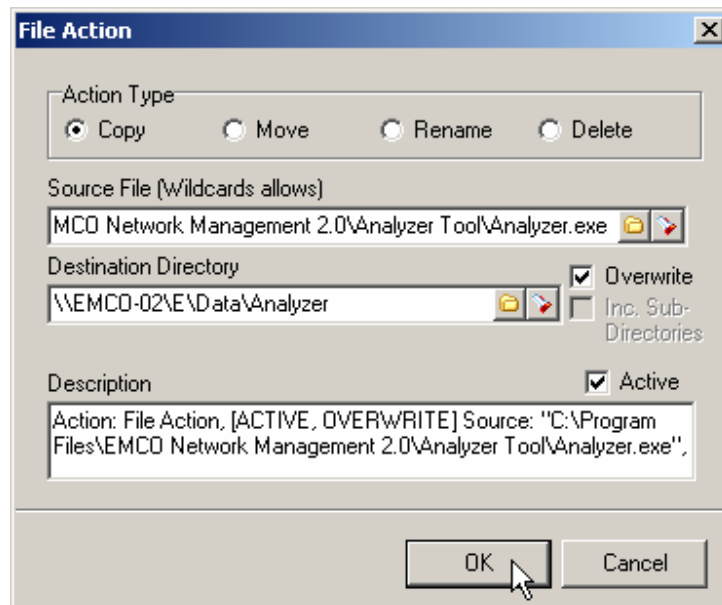 File Action
Action Type
Copy Move Rename Delete
Source File (Wildcards allows)
MCO Network Management 2.0\Analyzer Tool\Analyzer.exe
Destination Directory
Overwrite
\\EMCO-02\E\Data\Analyzer
Inc. Sub-
Directories
Description
Active
Action: File Action, [ACTIVE, OVERWRITE] Source: "C:\Program
Files\EMCO Network Management 2.0\Analyzer Tool\Analyzer.exe",
OK Cancel